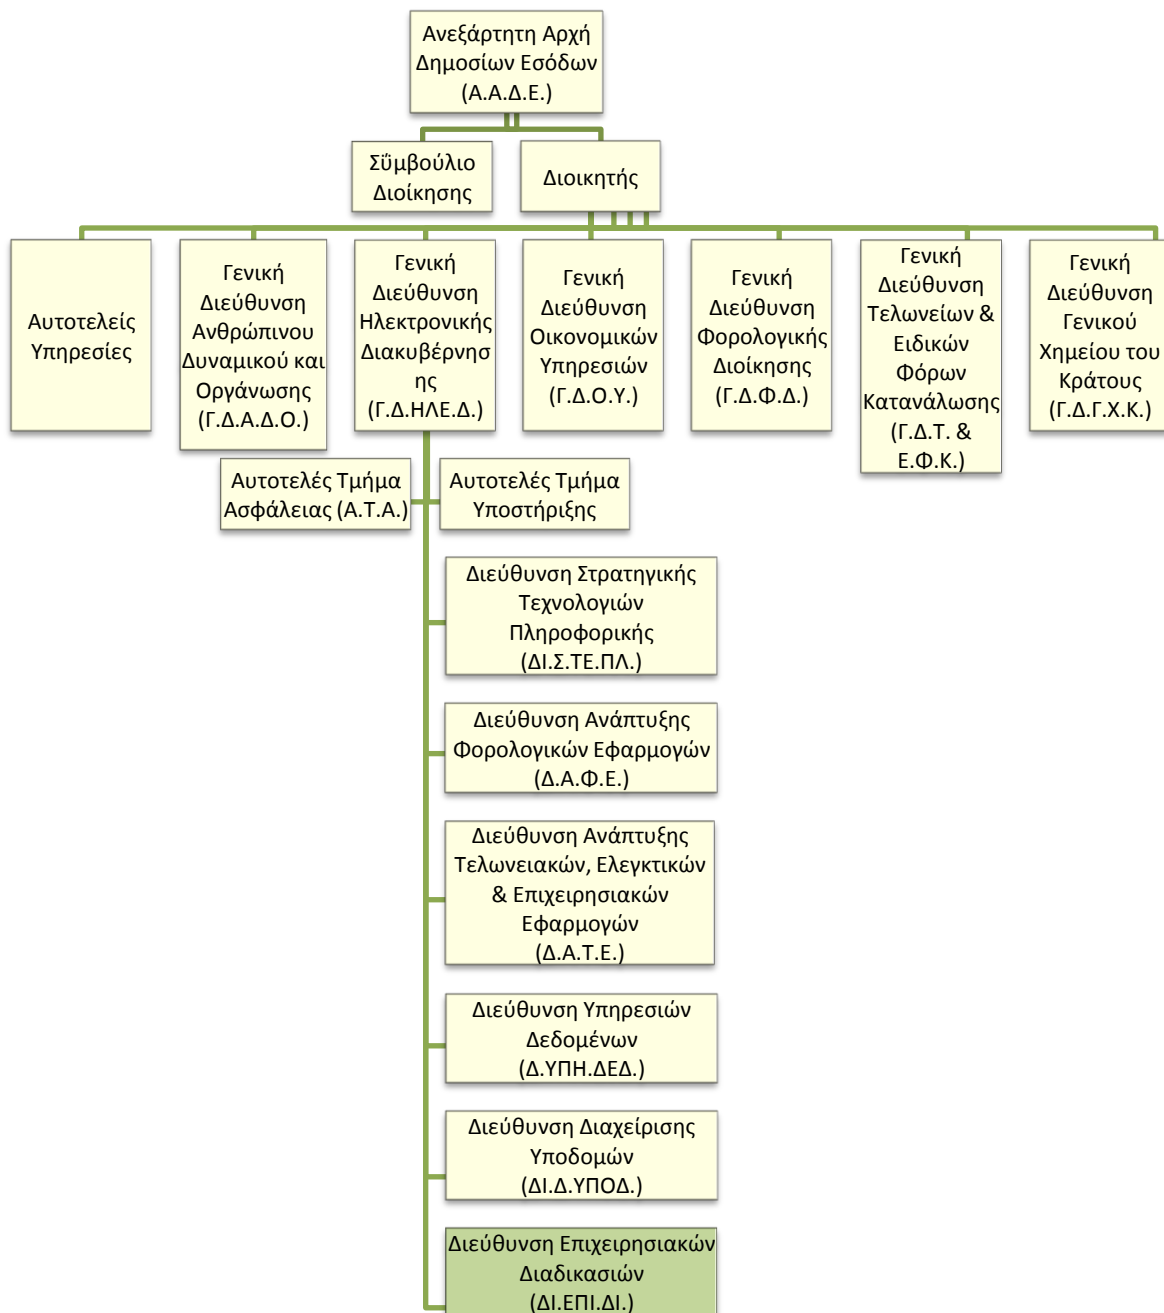 Ανεξάρτητη Αρχή
Δημοσίων Εσόδων
(Α.Α.Δ.Ε.)
Σΰμβούλιο
Διοίκησης
Διοικητής
Αυτοτελείς
Υπηρεσίες
Γενική
Διεύθυνση
Ανθρώπινου
Δυναμικού και
Οργάνωσης
(Γ.Δ.Α.Δ.Ο.)
Γενική
Διεύθυνση
Ηλεκτρονικής
Διακυβέρνησ
ης
(Γ.Δ.ΗΛΕ.Δ.)
Γενική
Διεύθυνση
Οικονομικών
Υπηρεσιών
(Γ.Δ.Ο.Υ.)
Γενική
Διεύθυνση
Φορολογικής
Διοίκησης
(Γ.Δ.Φ.Δ.)
Γενική
Διεύθυνση
Τελωνείων &
Ειδικών
Φόρων
Κατανάλωσης
(Γ.Δ.Τ. &
Ε.Φ.Κ.)
Γενική
Διεύθυνση
Γενικού
Χημείου του
Κράτους
(Γ.Δ.Γ.Χ.Κ.)
Αυτοτελές Τμήμα
Ασφάλειας (Α.Τ.Α.)
Αυτοτελές Τμήμα
Υποστήριξης
Διεύθυνση Στρατηγικής
Τεχνολογιών
Πληροφορικής
(ΔΙ.Σ.ΤΕ.ΠΛ.)
Διεύθυνση Ανάπτυξης
Φορολογικών Εφαρμογών
(Δ.Α.Φ.Ε.)
Διεύθυνση Ανάπτυξης
Τελωνειακών, Ελεγκτικών
& Επιχειρησιακών
Εφαρμογών
(Δ.Α.Τ.Ε.)
Διεύθυνση Υπηρεσιών
Δεδομένων
(Δ.ΥΠΗ.ΔΕΔ.)
Διεύθυνση Διαχείρισης
Υποδομών
(ΔΙ.Δ.ΥΠΟΔ.)
Διεύθυνση Επιχειρησιακών
Διαδικασιών
(ΔΙ.ΕΠΙ.ΔΙ.)